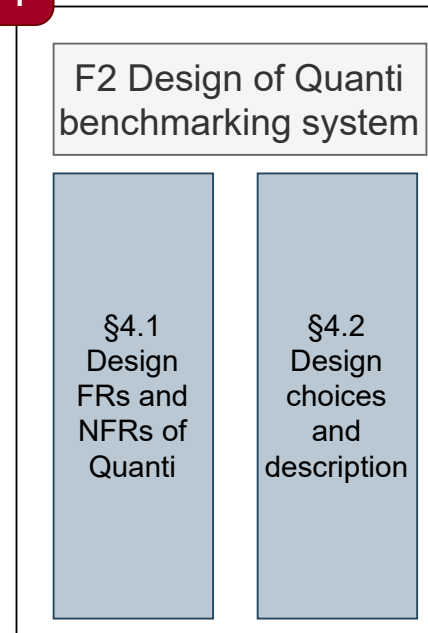 F2 Design of Quanti
benchmarking system
§4.1
Design
FRs and
NFRs of
Quanti
§4.2
Design
choices
and
description